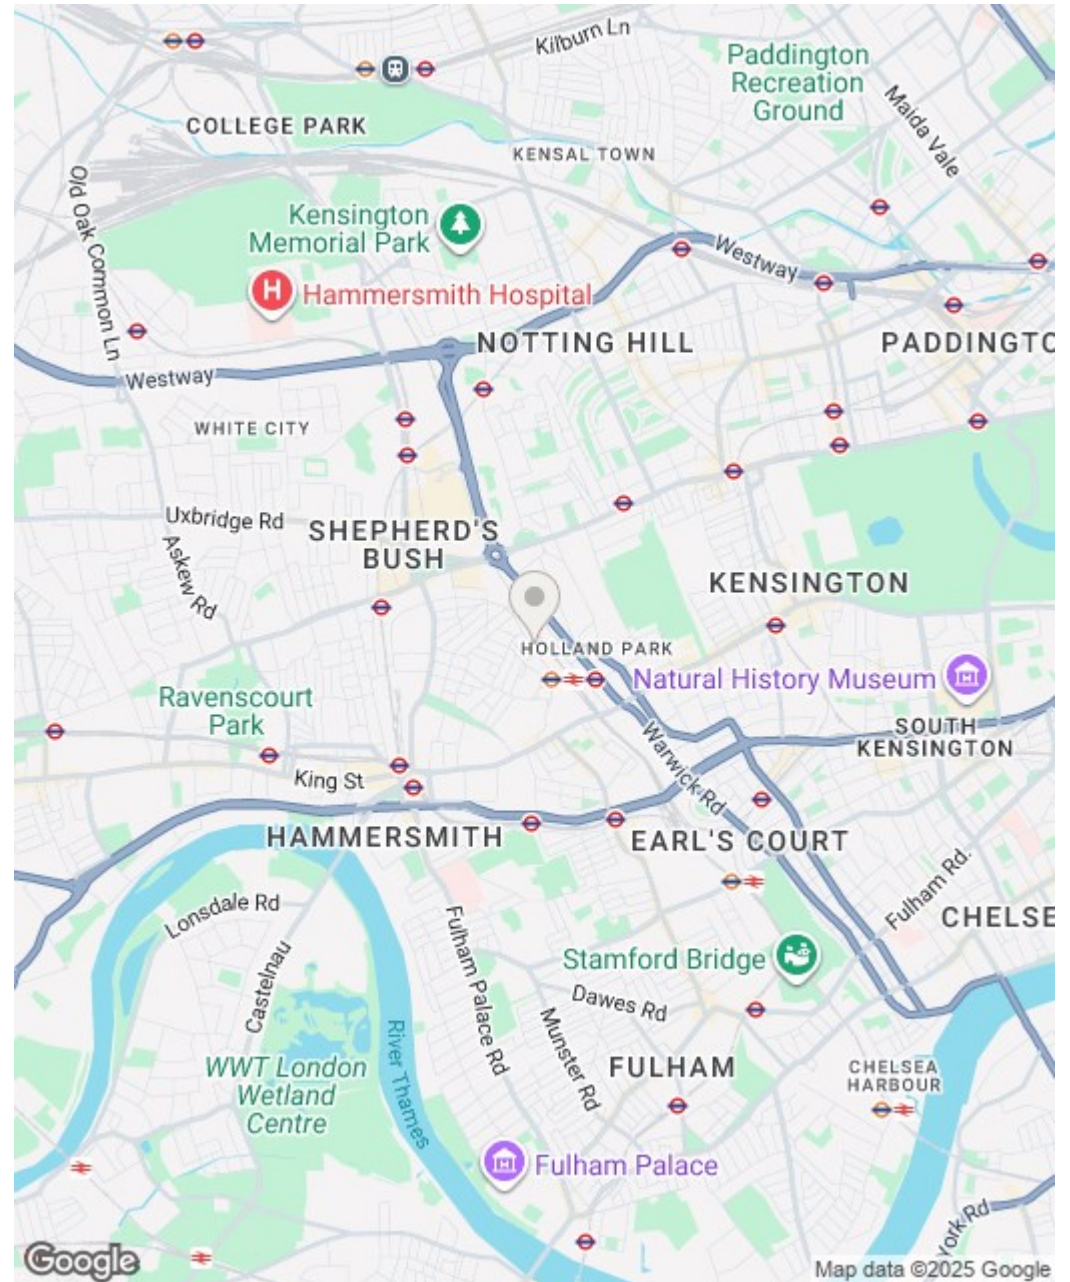 Kilburn Ln
Paddington
Recreation
Ground
Maida Vale
COLLEGE PARK
KENSAL TOWN
Old Oak Common Ln
Kensington
Memorial Park
Westway
H
Hammersmith Hospital
NOTTING HILL
PADDINGTO
Westway
WHITE CITY
Uxbridge Rd
SHEPHERD'S
BUSH
Askew Rd
KENSINGTON
HOLLAND PARK
Natural History Museum
Ravenscourt
Park
SOUTH
KENSINGTON
Warwick Rd
King St
HAMMERSMITH
EARL'S COURT
Fulham Rd.
Lonsdale Rd
CHELSE
Castelnau
Fulham Palace Rd
Stamford Bridge
Dawes Rd
Munster Rd
River Thames
WWT London
Wetland
Centre
FULHAM
CHELSEA
HARBOUR
Fulham Palace
York Rd
Google
Map data ©2025 Google